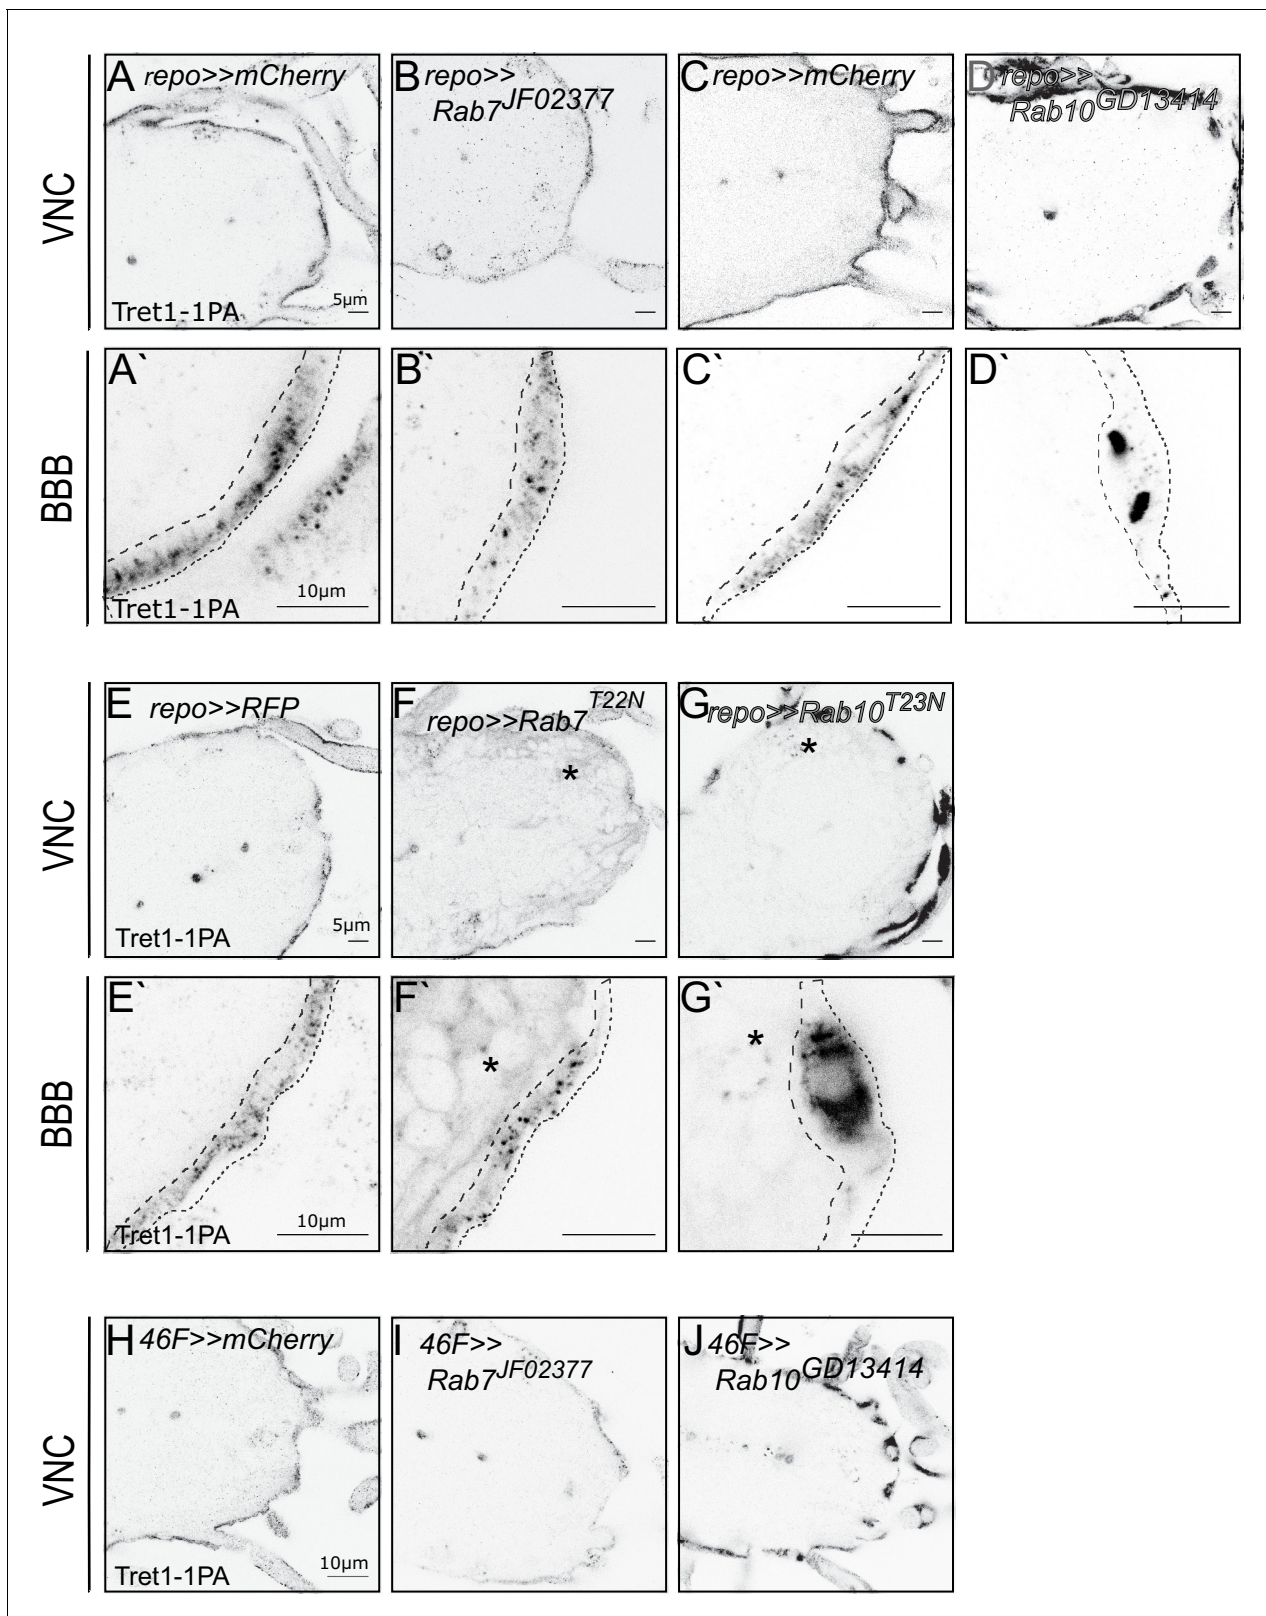 VNC
A repo>>mCherry
Tret1-1PA
5µm
B repo>>
Rab7JF02377
C repo>>mCherry
D repo>>
Rab10GD13414
BBB
A`
Tret1-1PA
10µm
B`
C`
D`
VNC
E repo>>RFP
Tret1-1PA
5µm
F repo>>Rab7T22N
*
G repo>>Rab10T23N
*
BBB
E`
Tret1-1PA
10µm
F`
*
G`
*
VNC
H 46F>>mCherry
Tret1-1PA
10µm
I 46F>>
Rab7JF02377
J 46F>>
Rab10GD13414